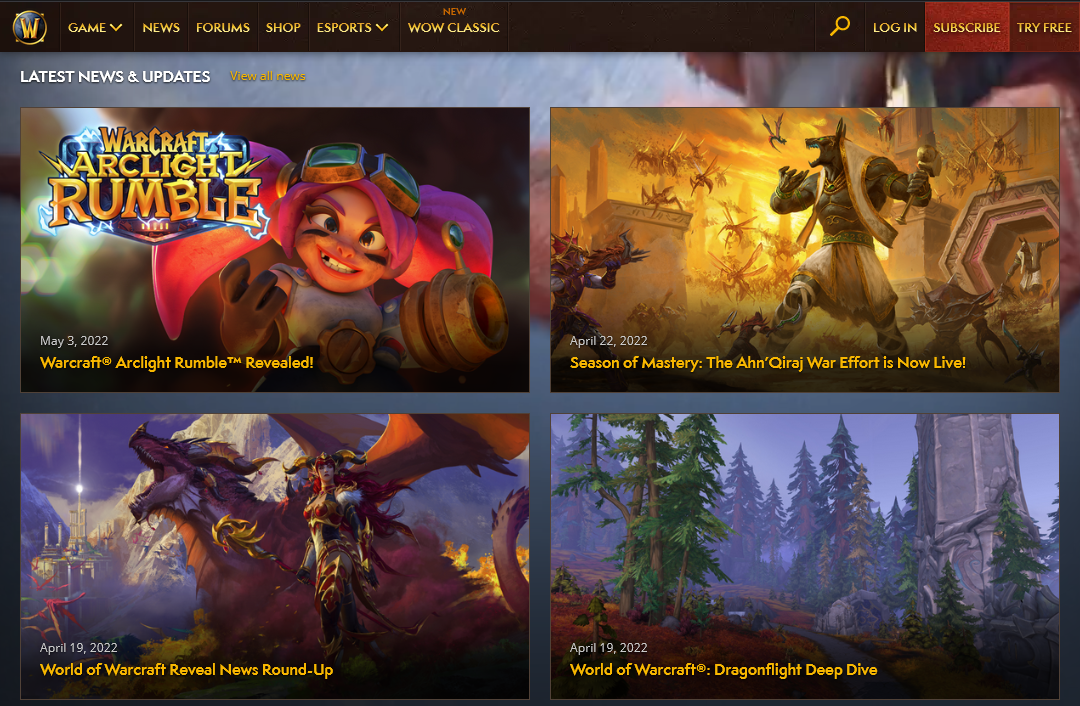 W
GAME
NEWS
FORUMS
SHOP
ESPORTS
NEW
WOW CLASSIC
LOG IN
SUBSCRIBE
TRY FREE
LATEST NEWS & UPDATES
View all news
WARCRAFT
ARCLIGHT
RUMBLE
May 3, 2022
Warcraft® Arclight Rumble™ Revealed!
April 22, 2022
Season of Mastery: The Ahn’Qiraj War Effort is Now Live!
April 19, 2022
World of Warcraft Reveal News Round-Up
April 19, 2022
World of Warcraft®: Dragonflight Deep Dive